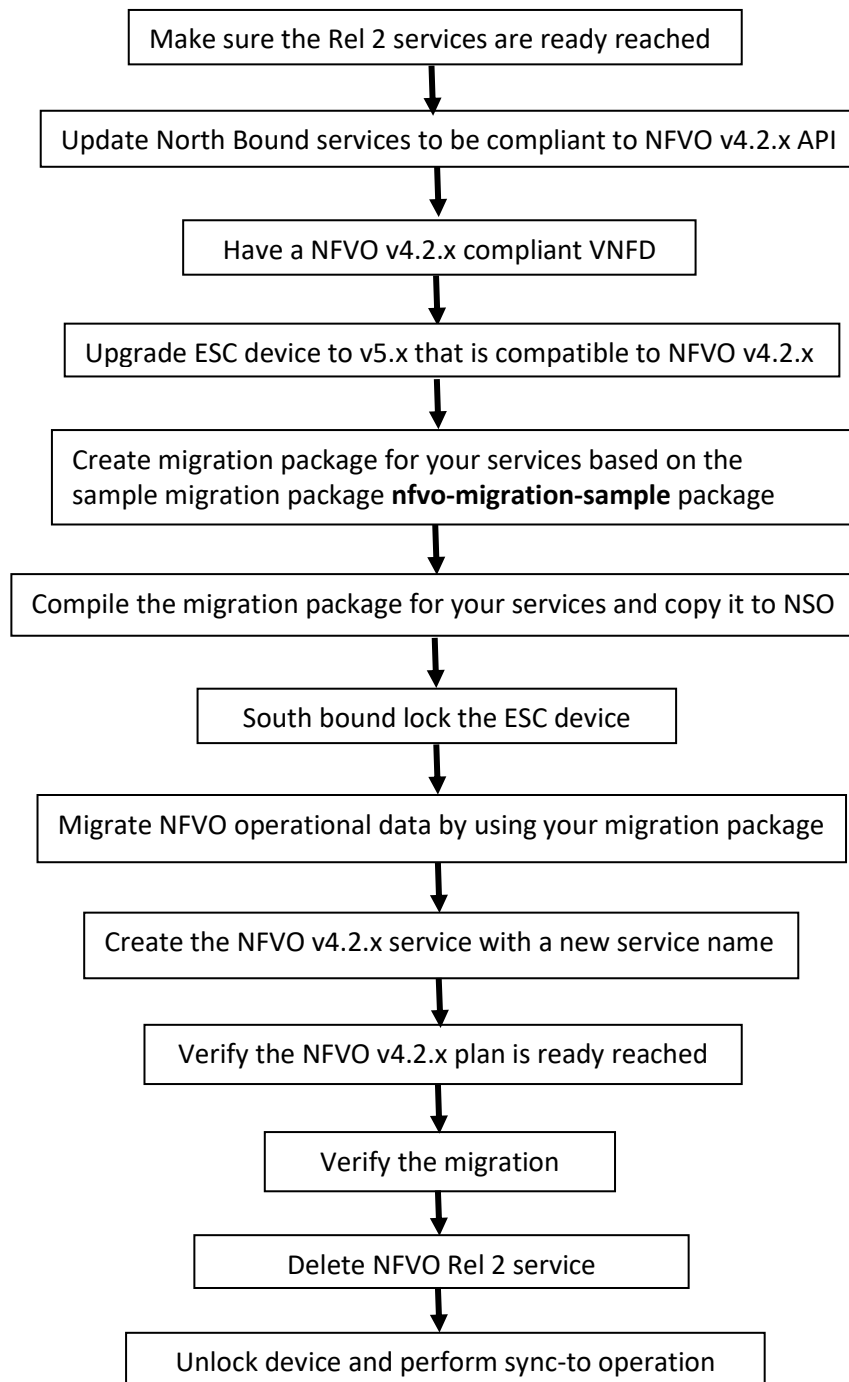 Make sure the Rel 2 services are ready reached
Update North Bound services to be compliant to NFVO v4.2.x API
Have a NFVO v4.2.x compliant VNFD
Upgrade ESC device to v5.x that is compatible to NFVO v4.2.x
Create migration package for your services based on the
sample migration package nfvo-migration-sample package
Compile the migration package for your services and copy it to NSO
South bound lock the ESC device
Migrate NFVO operational data by using your migration package
Create the NFVO v4.2.x service with a new service name
Verify the NFVO v4.2.x plan is ready reached
Verify the migration
Delete NFVO Rel 2 service
Unlock device and perform sync-to operation